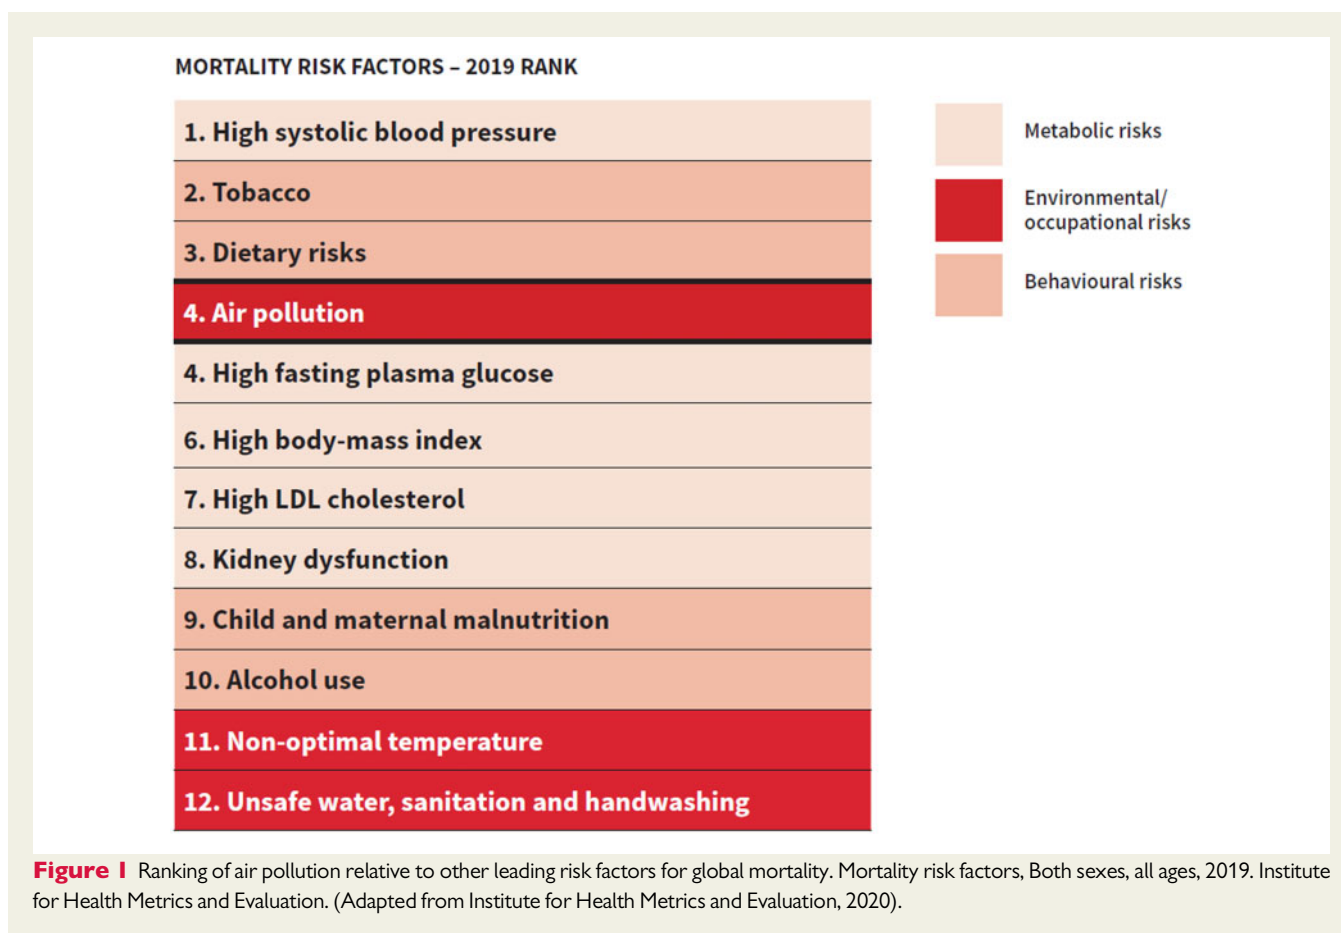 MORTALITY RISK FACTORS – 2019 RANK
1. High systolic blood pressure
2. Tobacco
3. Dietary risks
4. Air pollution
4. High fasting plasma glucose
6. High body-mass index
7. High LDL cholesterol
8. Kidney dysfunction
9. Child and maternal malnutrition
10. Alcohol use
11. Non-optimal temperature
12. Unsafe water, sanitation and handwashing
Metabolic risks
Environmental/
occupational risks
Behavioural risks
Figure 1 Ranking of air pollution relative to other leading risk factors for global mortality. Mortality risk factors, Both sexes, all ages, 2019. Institute
for Health Metrics and Evaluation. (Adapted from Institute for Health Metrics and Evaluation, 2020).